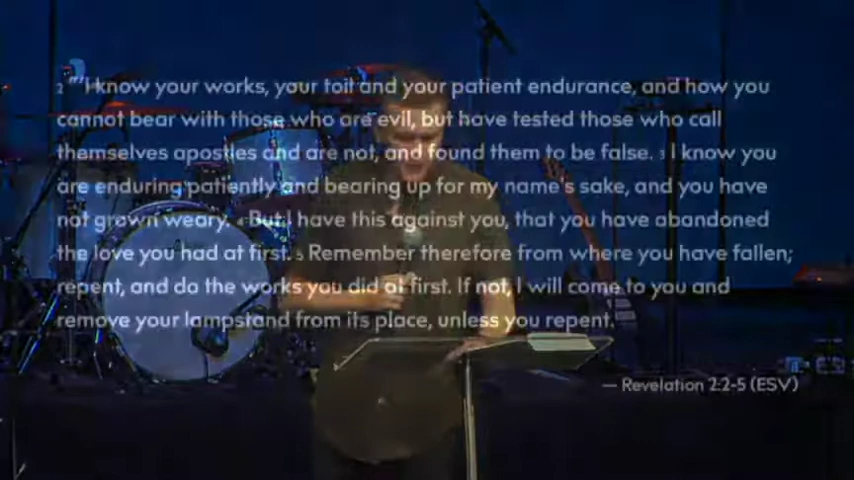 2 "'I know your works, your toil and your patient endurance, and how you
cannot bear with those who are evil, but have tested those who call
themselves apostles and are not, and found them to be false. 3 I know you
are enduring patiently and bearing up for my name's sake, and you have
not grown weary. 4 But I have this against you, that you have abandoned
the love you had at first. 5 Remember therefore from where you have fallen;
repent, and do the works you did at first. If not, I will come to you and
remove your lampstand from its place, unless you repent.
— Revelation 2:2-5 (ESV)